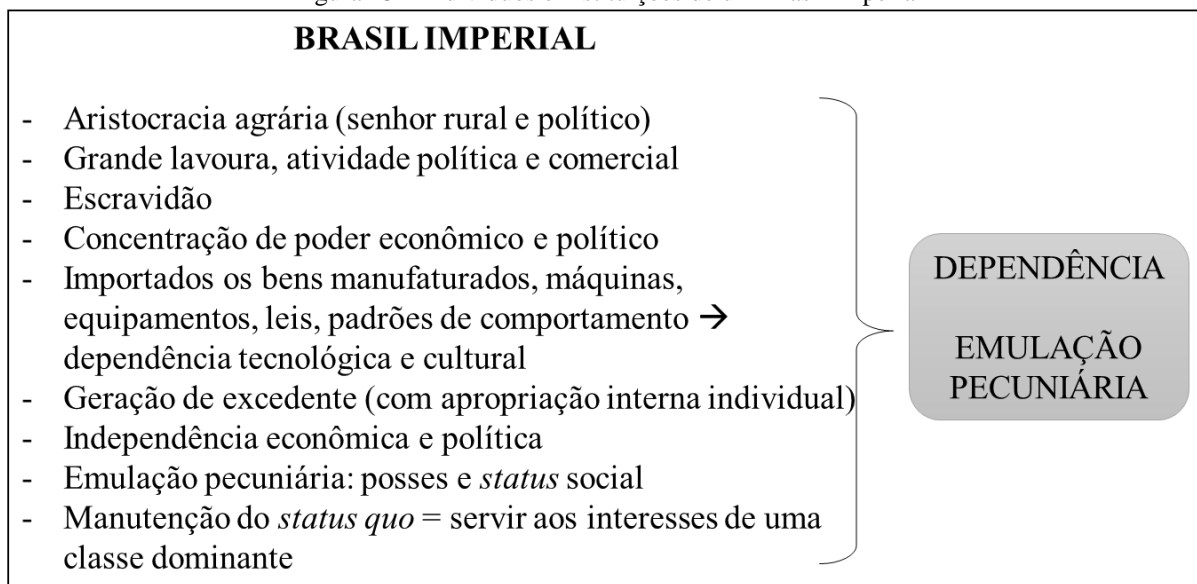 BRASIL IMPERIAL
- Aristocracia agrária (senhor rural e político)
- Grande lavoura, atividade política e comercial
- Escravidão
- Concentração de poder econômico e político
- Importados os bens manufaturados, máquinas,
equipamentos, leis, padrões de comportamento →
dependência tecnológica e cultural
- Geração de excedente (com apropriação interna individual)
- Independência econômica e política
- Emulação pecuniária: posses e status social
- Manutenção do status quo = servir aos interesses de uma
classe dominante
DEPENDÊNCIA
EMULAÇÃO
PECUNIÁRIA